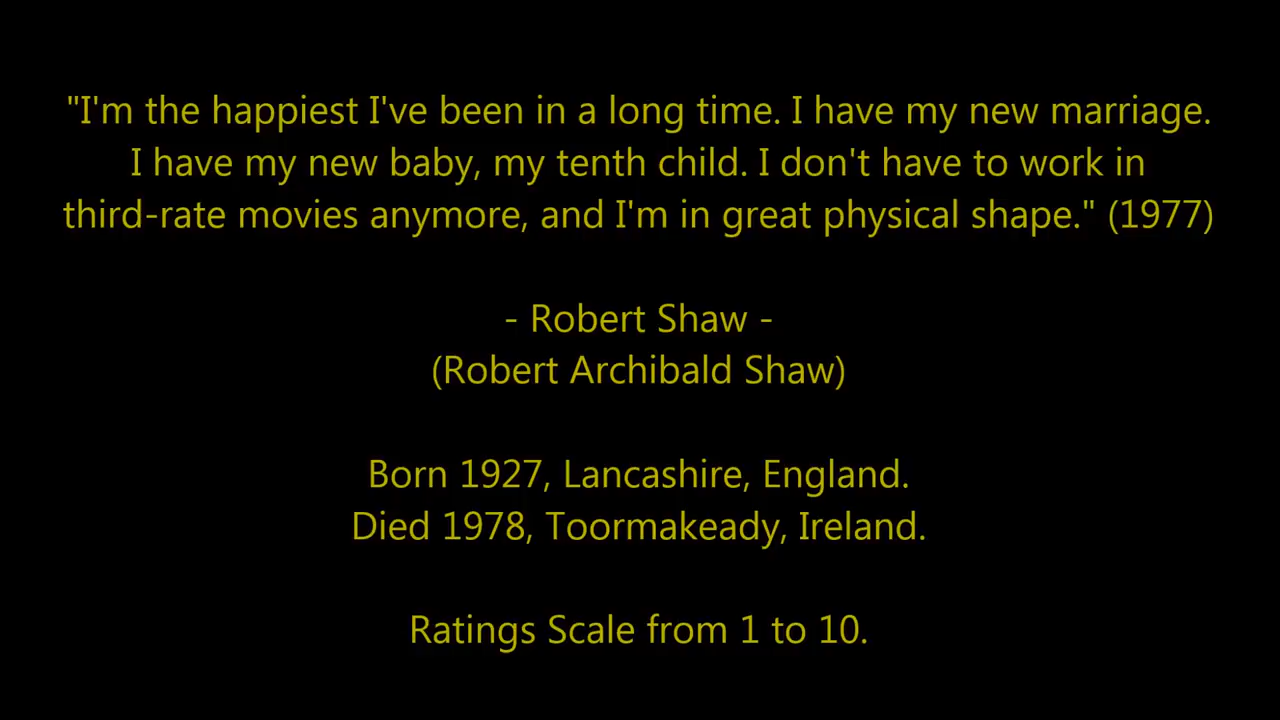 "I'm the happiest I've been in a long time. I have my new marriage.
I have my new baby, my tenth child. I don't have to work in
third-rate movies anymore, and I'm in great physical shape." (1977)
- Robert Shaw -
(Robert Archibald Shaw)
Born 1927, Lancashire, England.
Died 1978, Toormakeady, Ireland.
Ratings Scale from 1 to 10.